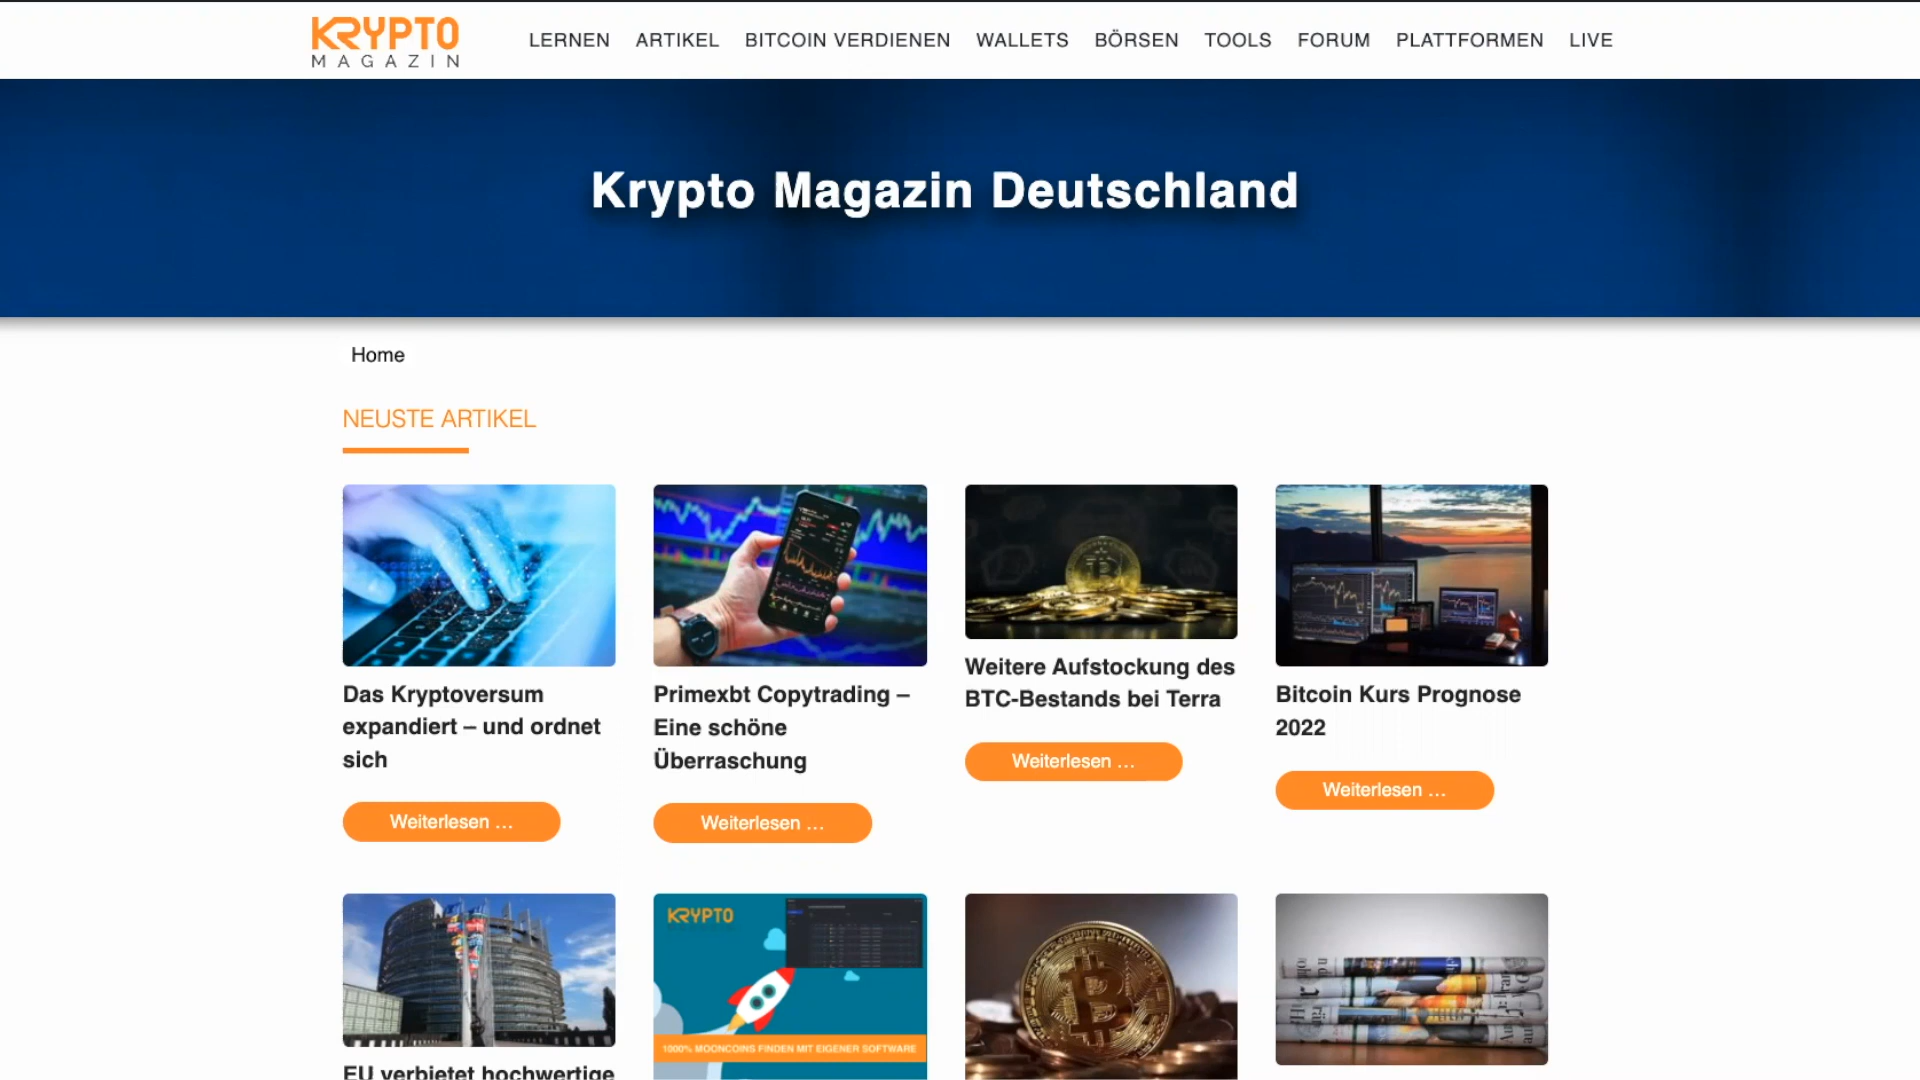 KRYPTO
MAGAZIN
LERNEN ARTIKEL BITCOIN VERDIENEN WALLETS BÖRSEN TOOLS FORUM PLATTFORMEN LIVE
Krypto Magazin Deutschland
Home
NEUSTE ARTIKEL
Das Kryptoversum
expandiert – und ordnet
sich
Weiterlesen …
Primexbt Copytrading –
Eine schöne
Überraschung
Weiterlesen …
Weitere Aufstockung des
BTC-Bestands bei Terra
Weiterlesen …
Bitcoin Kurs Prognose
2022
Weiterlesen …
EU verbietet hochwertige
KRYPTO
1000% MOONCOINS FINDEN MIT EIGENER SOFTWARE